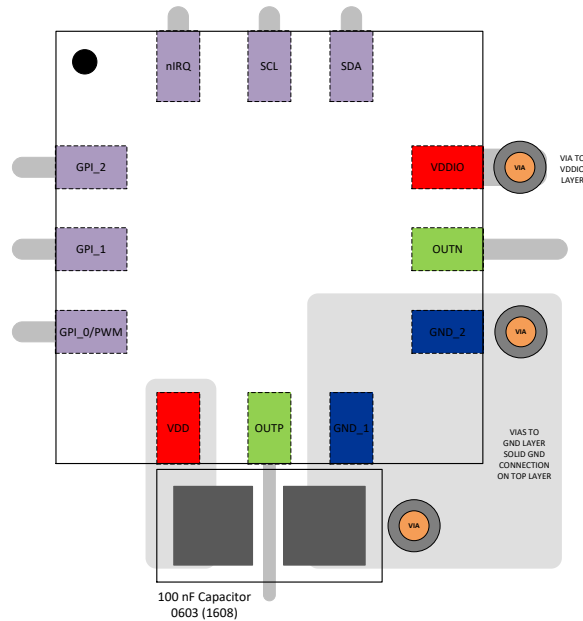 nIRQ
SCL
SDA
GPI_2
VDDIO
VIA
VIA TO
VDDIO
LAYER
GPI_1
OUTN
GPI_0/PWM
GND_2
VIA
VDD
OUTP
GND_1
VIAS TO
GND LAYER
SOLID GND
CONNECTION
ON TOP LAYER
VIA
100 nF Capacitor
0603 (1608)